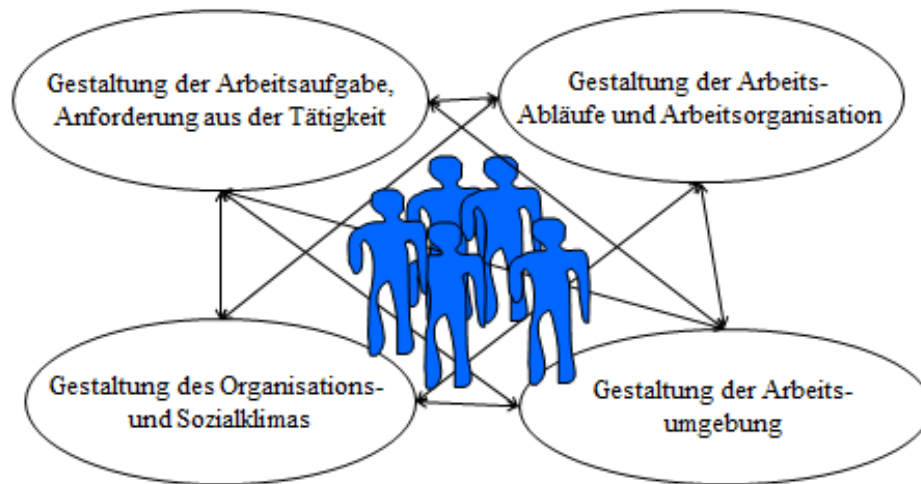 Gestaltung der Arbeitsaufgabe,
Anforderung aus der Tätigkeit
Gestaltung der Arbeits-
Abläufe und Arbeitsorganisation
Gestaltung des Organisations-
und Sozialklimas
Gestaltung der Arbeits-
umgebung